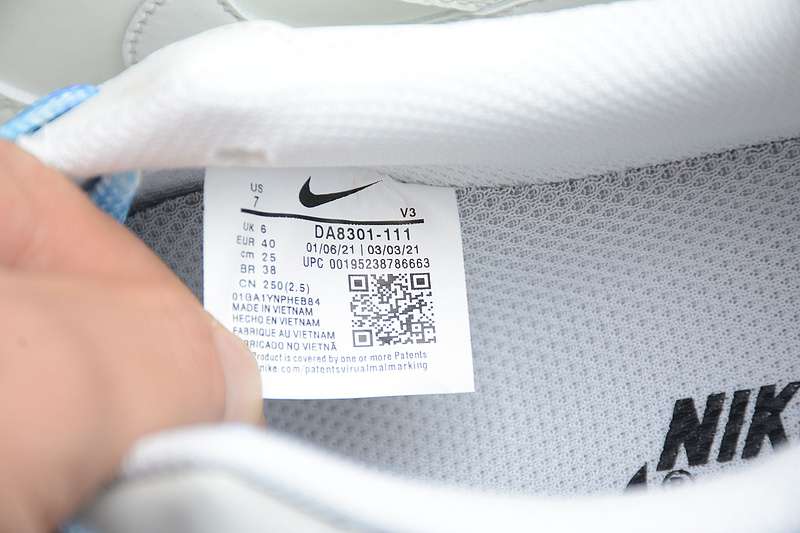 US
7
V3
UK 6
EUR 40
cm 25
BR 38
CN 250(2.5)
DA8301-111
01/06/21 | 03/03/21
UPC 00195238786663
01GA1YNPHEB84
MADE IN VIETNAM
HECHO EN VIETNAM
FABRIQUE AU VIETNAM
FABRICADO NO VIETNÃ
Product is covered by one or more Patents
nike.com/patentsvirualmalmarking
NIK